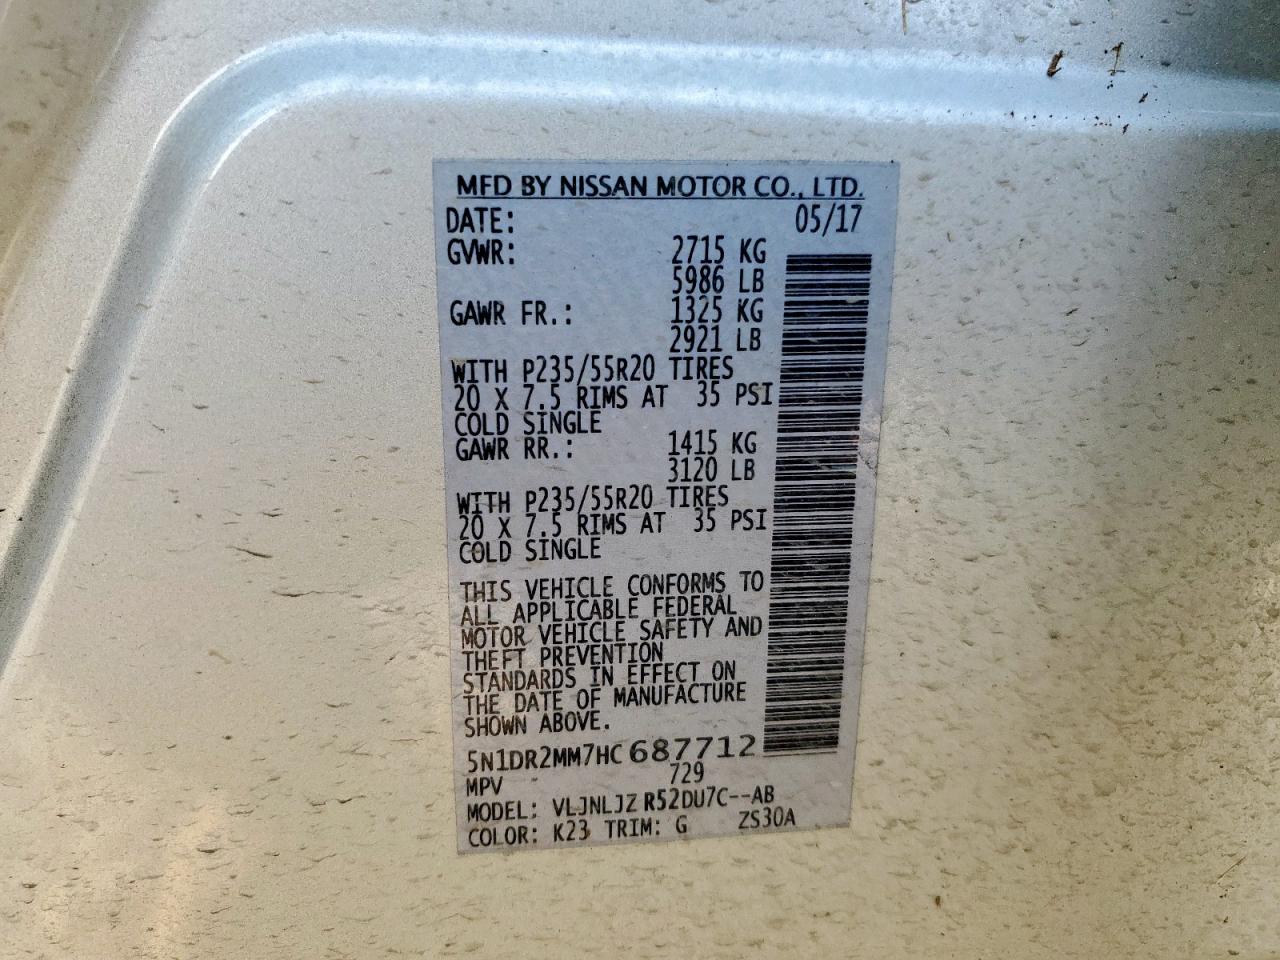 MFD BY NISSAN MOTOR CO., LTD.
DATE: 05/17
GVWR: 2715 KG
5986 LB
GAWR FR.: 1325 KG
2921 LB
WITH P235/55R20 TIRES
20 X 7.5 RIMS AT 35 PSI
COLD SINGLE
GAWR RR.: 1415 KG
3120 LB
WITH P235/55R20 TIRES
20 X 7.5 RIMS AT 35 PSI
COLD SINGLE
THIS VEHICLE CONFORMS TO
ALL APPLICABLE FEDERAL
MOTOR VEHICLE SAFETY AND
THEFT PREVENTION
STANDARDS IN EFFECT ON
THE DATE OF MANUFACTURE
SHOWN ABOVE.
5N1DR2MM7HC687712
MPV 729
MODEL: VLJNLJZ R52DU7C--AB
COLOR: K23 TRIM: G ZS30A